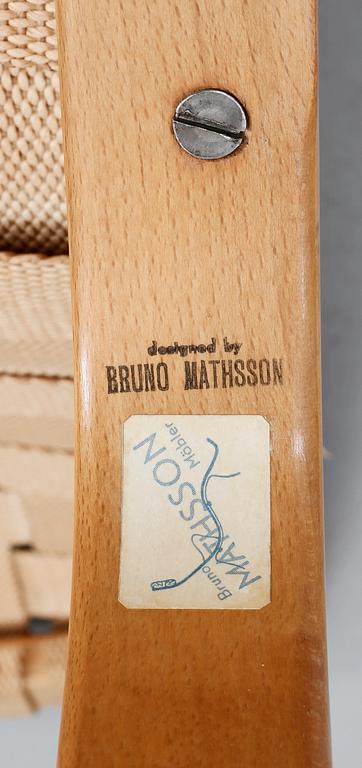 designed by
BRUNO MATHSSON
Bruno
MATHSSON
Möbler